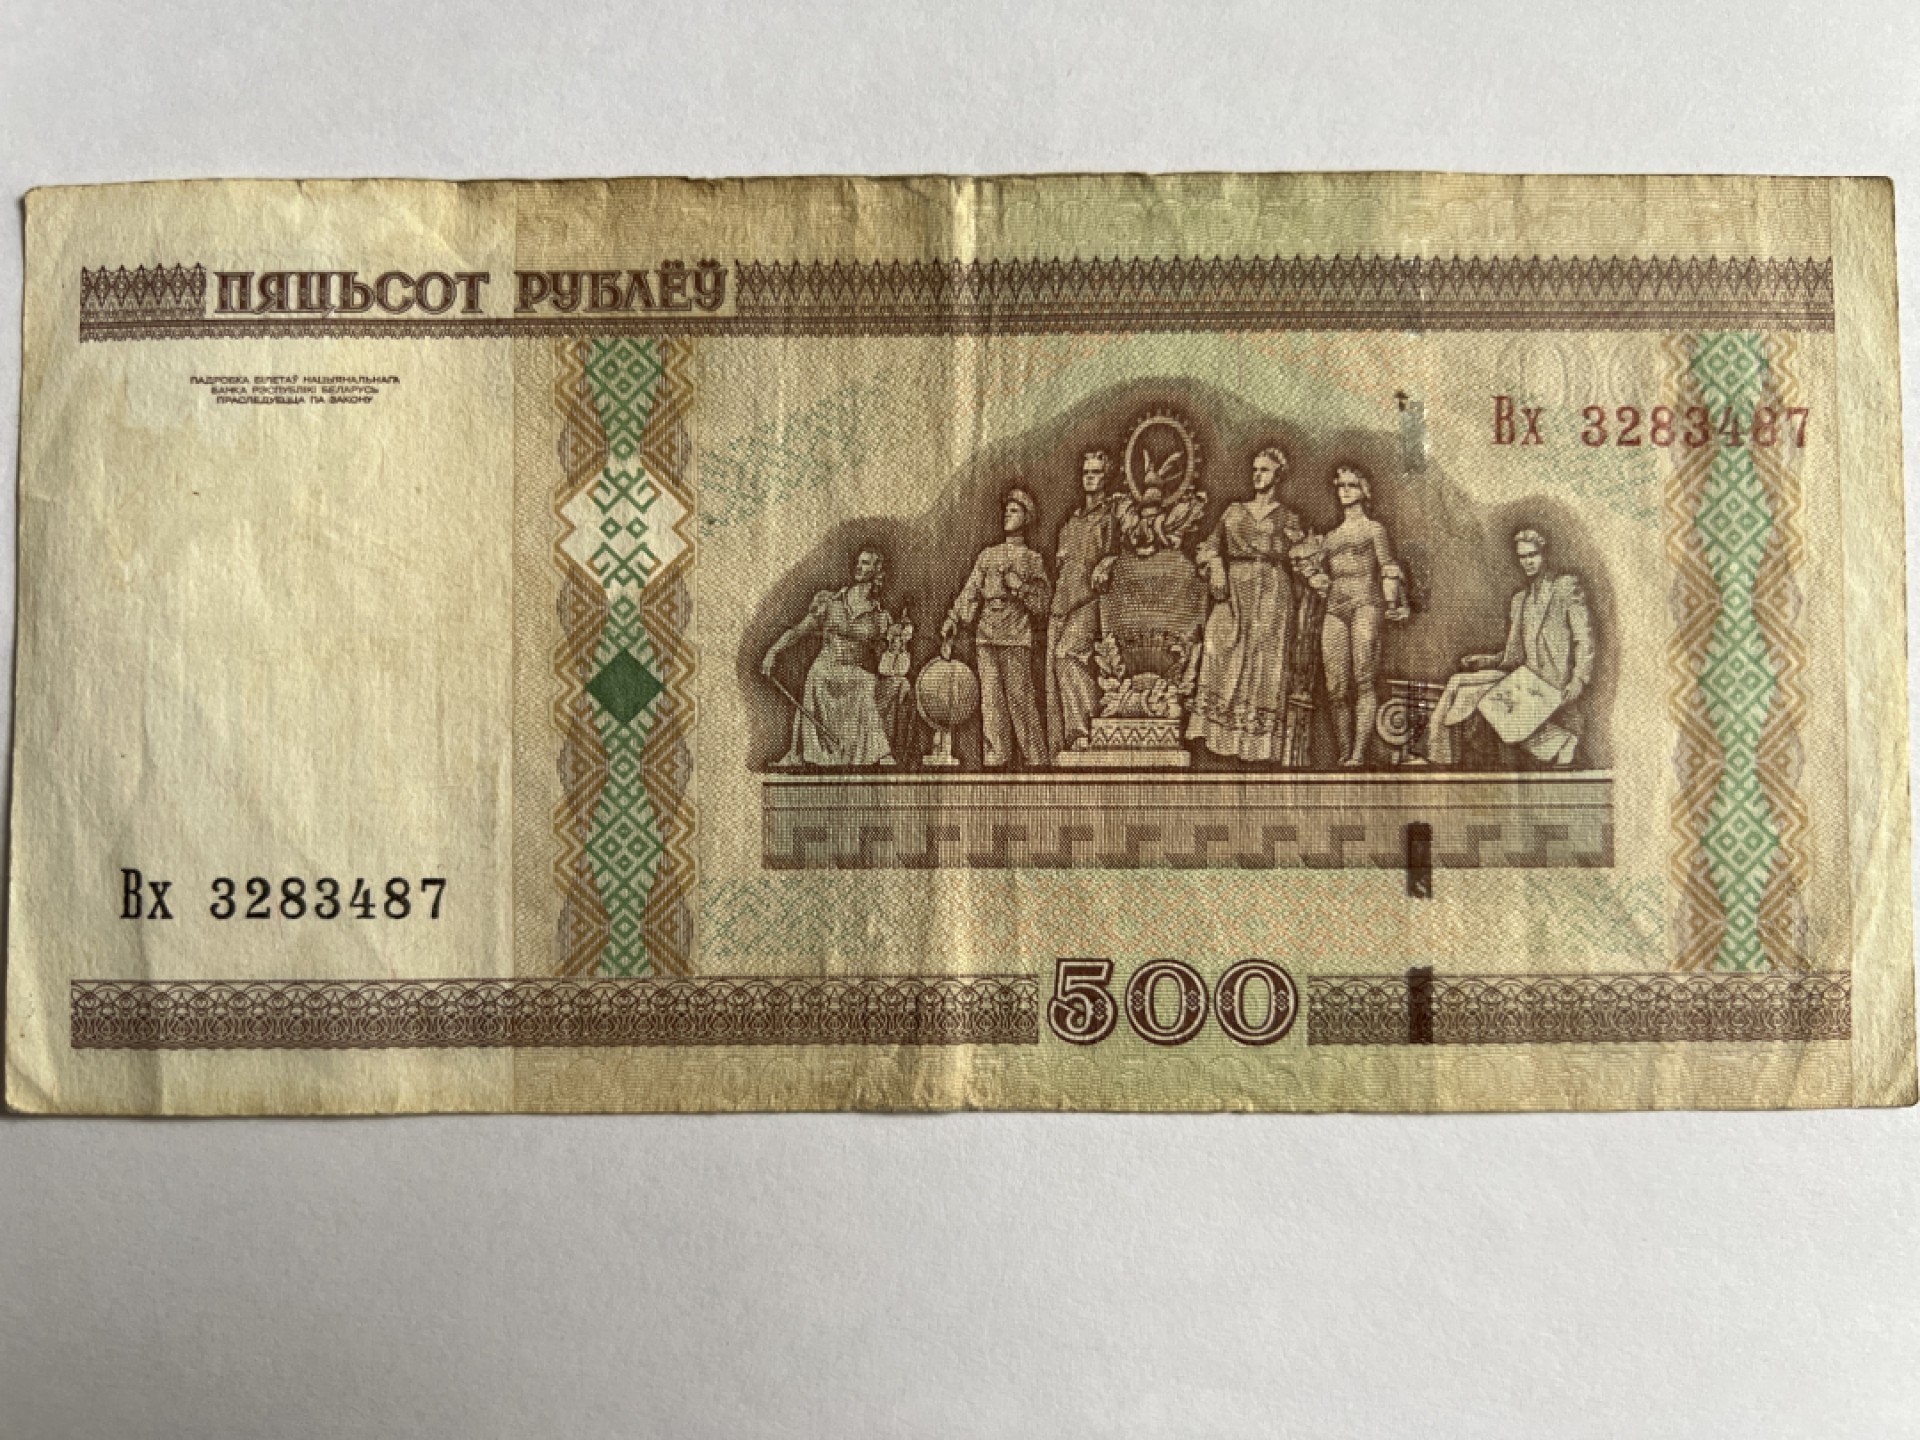 ПЯЦЬСОТ РУБЛЁЎ
ПАДРОБКА БІЛЕТАЎ НАЦЫЯНАЛЬНАГА
БАНКА РЭСПУБЛІКІ БЕЛАРУСЬ
ПРАСЛЕДУЕЦЦА ПА ЗАКОНУ
Вх 3283487
Вх 3283487
500